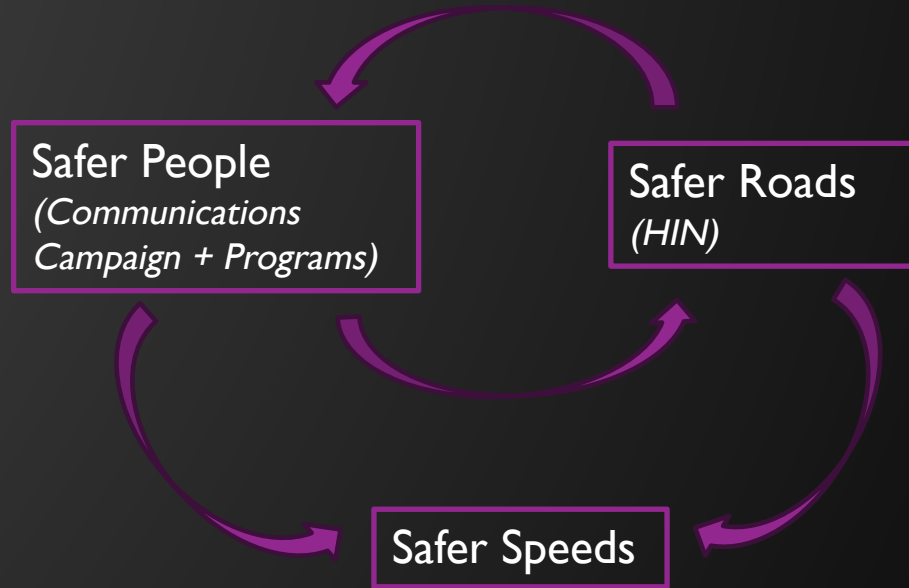 Safer People
(Communications
Campaign + Programs)
Safer Roads
(HIN)
Safer Speeds